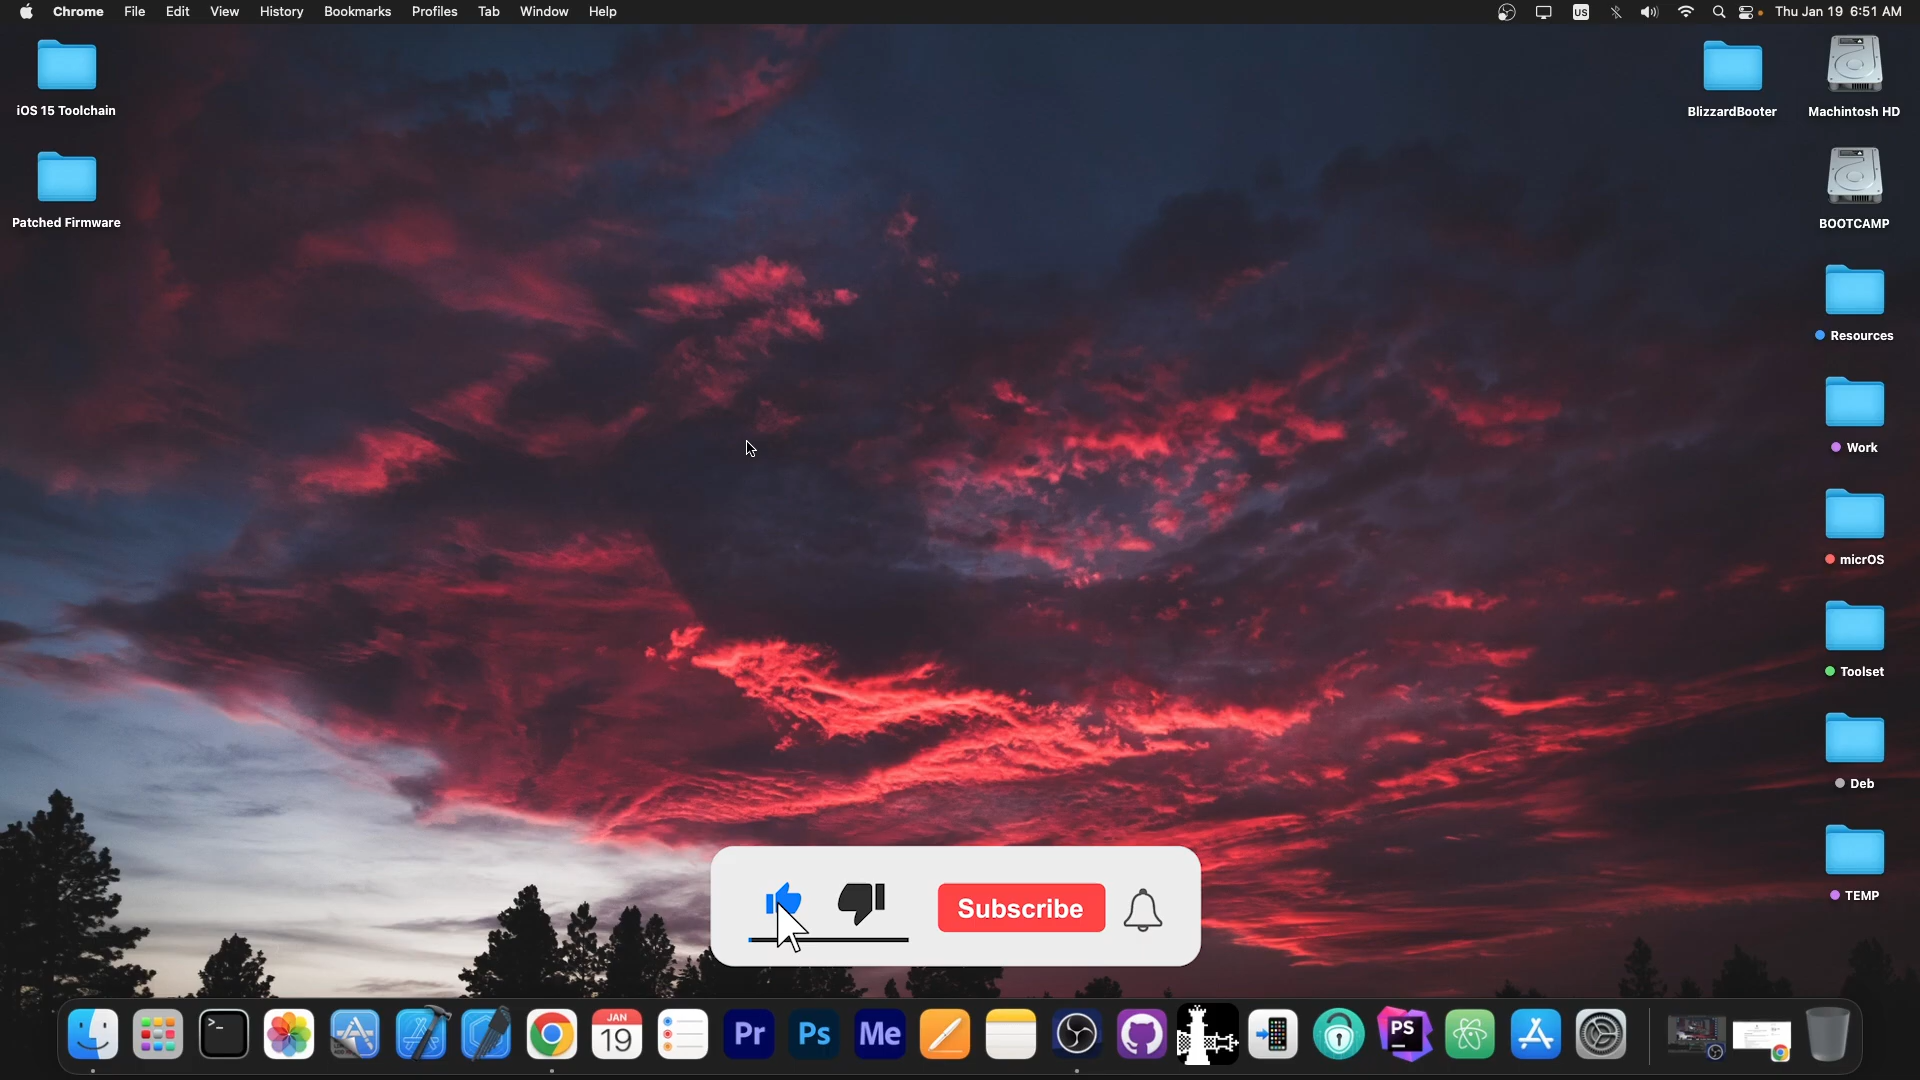 Chrome File Edit View History Bookmarks Profiles Tab Window Help
US
Thu Jan 19 6:51 AM
iOS 15 Toolchain
Patched Firmware
BlizzardBooter
Machintosh HD
BOOTCAMP
Resources
Work
micrOS
Toolset
Deb
TEMP
Subscribe
>_
JAN
19
Pr
Ps
Me
PS